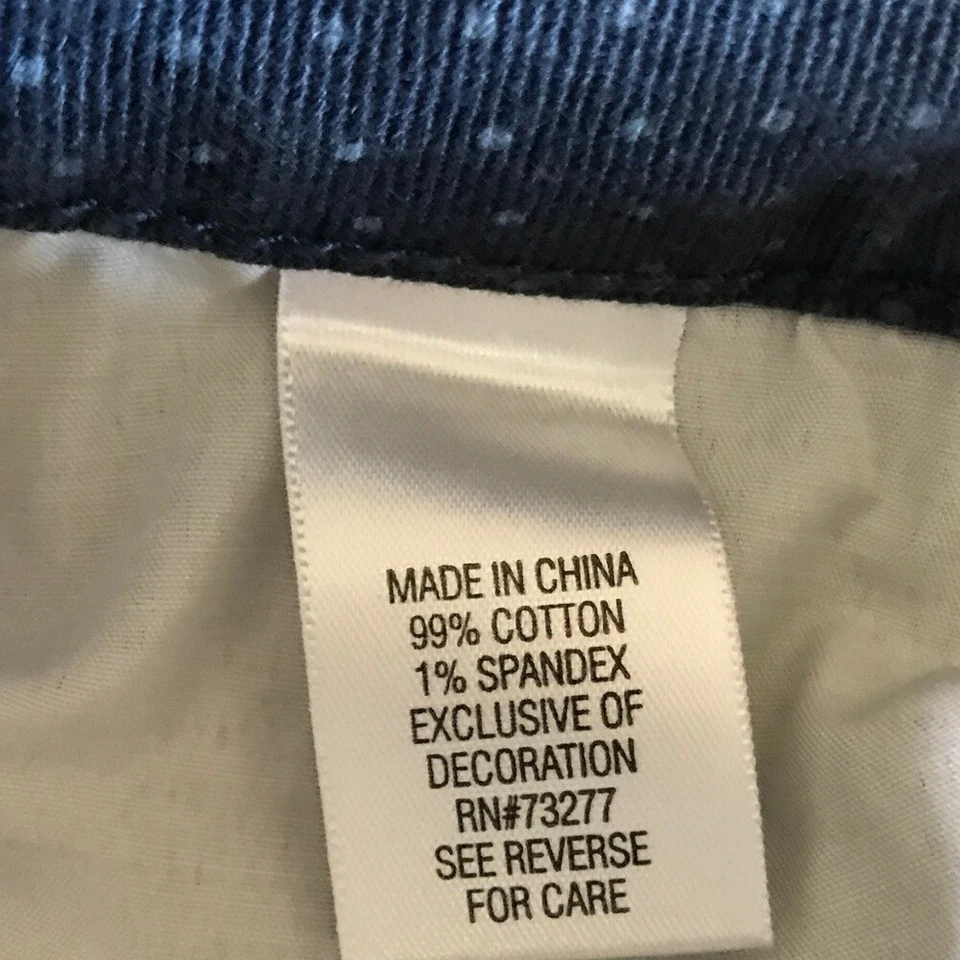 MADE IN CHINA
99% COTTON
1% SPANDEX
EXCLUSIVE OF
DECORATION
RN#73277
SEE REVERSE
FOR CARE